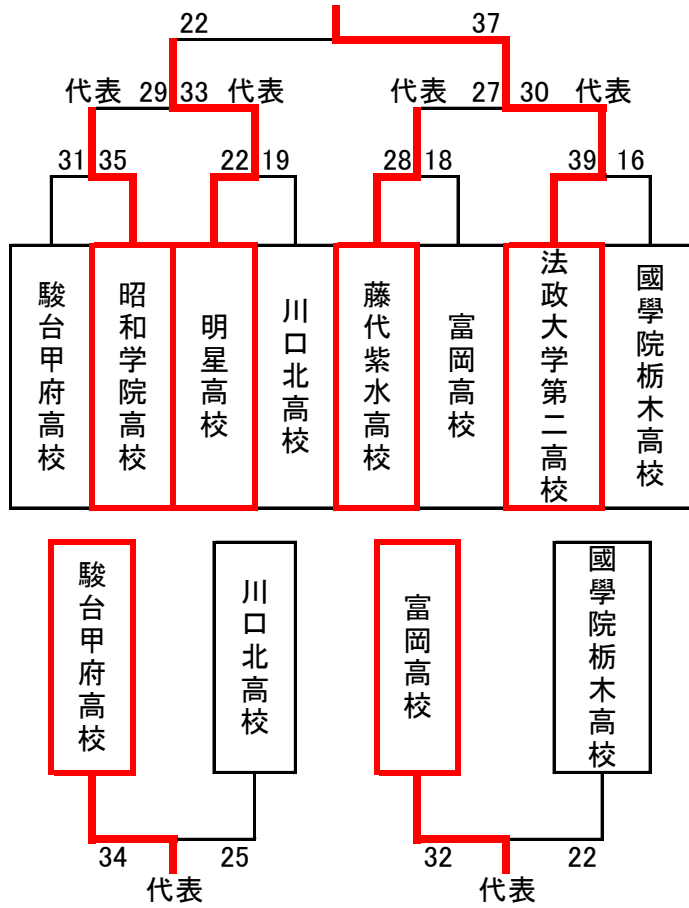 22 37
代表 29 33 代表 代表 27 30 代表
31 35 22 19 28 18 39 16
駿台甲府高校
昭和学院高校
明星高校
川口北高校
藤代紫水高校
富岡高校
法政大学第二高校
國學院栃木高校
駿台甲府高校
川口北高校
富岡高校
國學院栃木高校
34 25 32 22
代表 代表